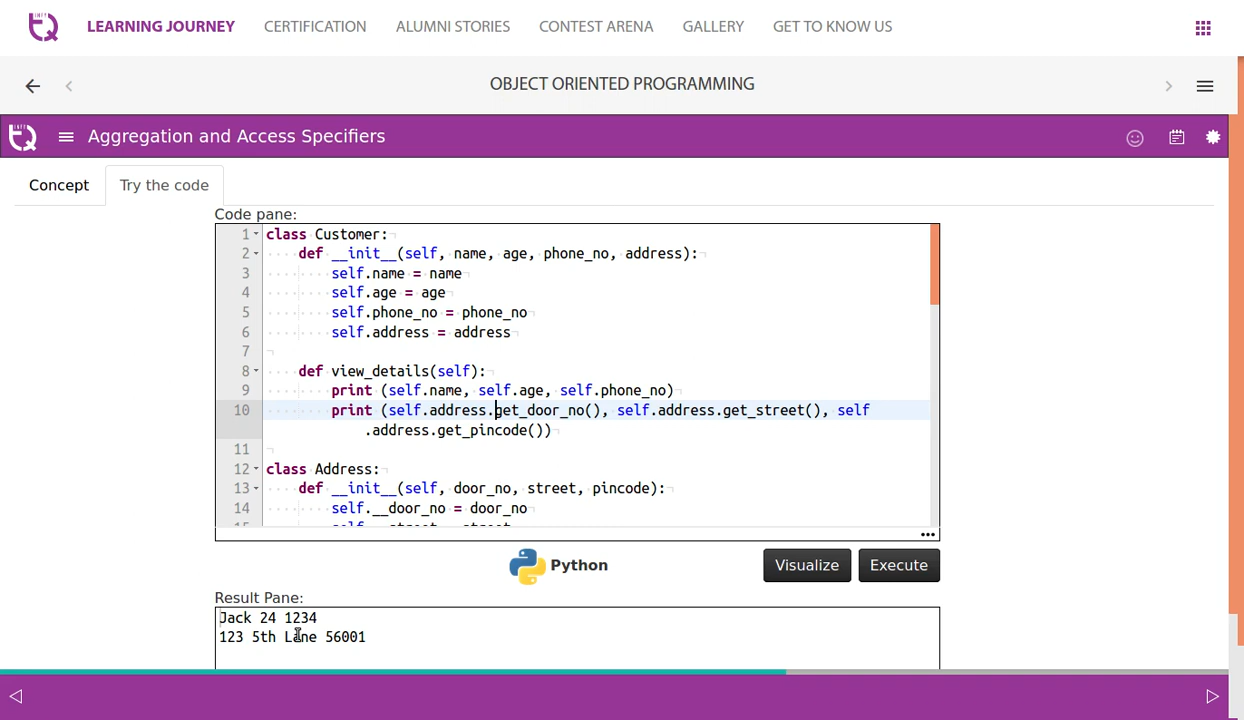 LEARNING JOURNEY CERTIFICATION ALUMNI STORIES CONTEST ARENA GALLERY GET TO KNOW US
OBJECT ORIENTED PROGRAMMING
Aggregation and Access Specifiers
Concept Try the code
Code pane:
1 class Customer:
2 def __init__(self, name, age, phone_no, address):
3 self.name = name
4 self.age = age
5 self.phone_no = phone_no
6 self.address = address
7
8 def view_details(self):
9 print (self.name, self.age, self.phone_no)
10 print (self.address.get_door_no(), self.address.get_street(), self
.address.get_pincode())
11
12 class Address:
13 def __init__(self, door_no, street, pincode):
14 self.__door_no = door_no
Python Visualize Execute
Result Pane:
Jack 24 1234
123 5th Lane 56001